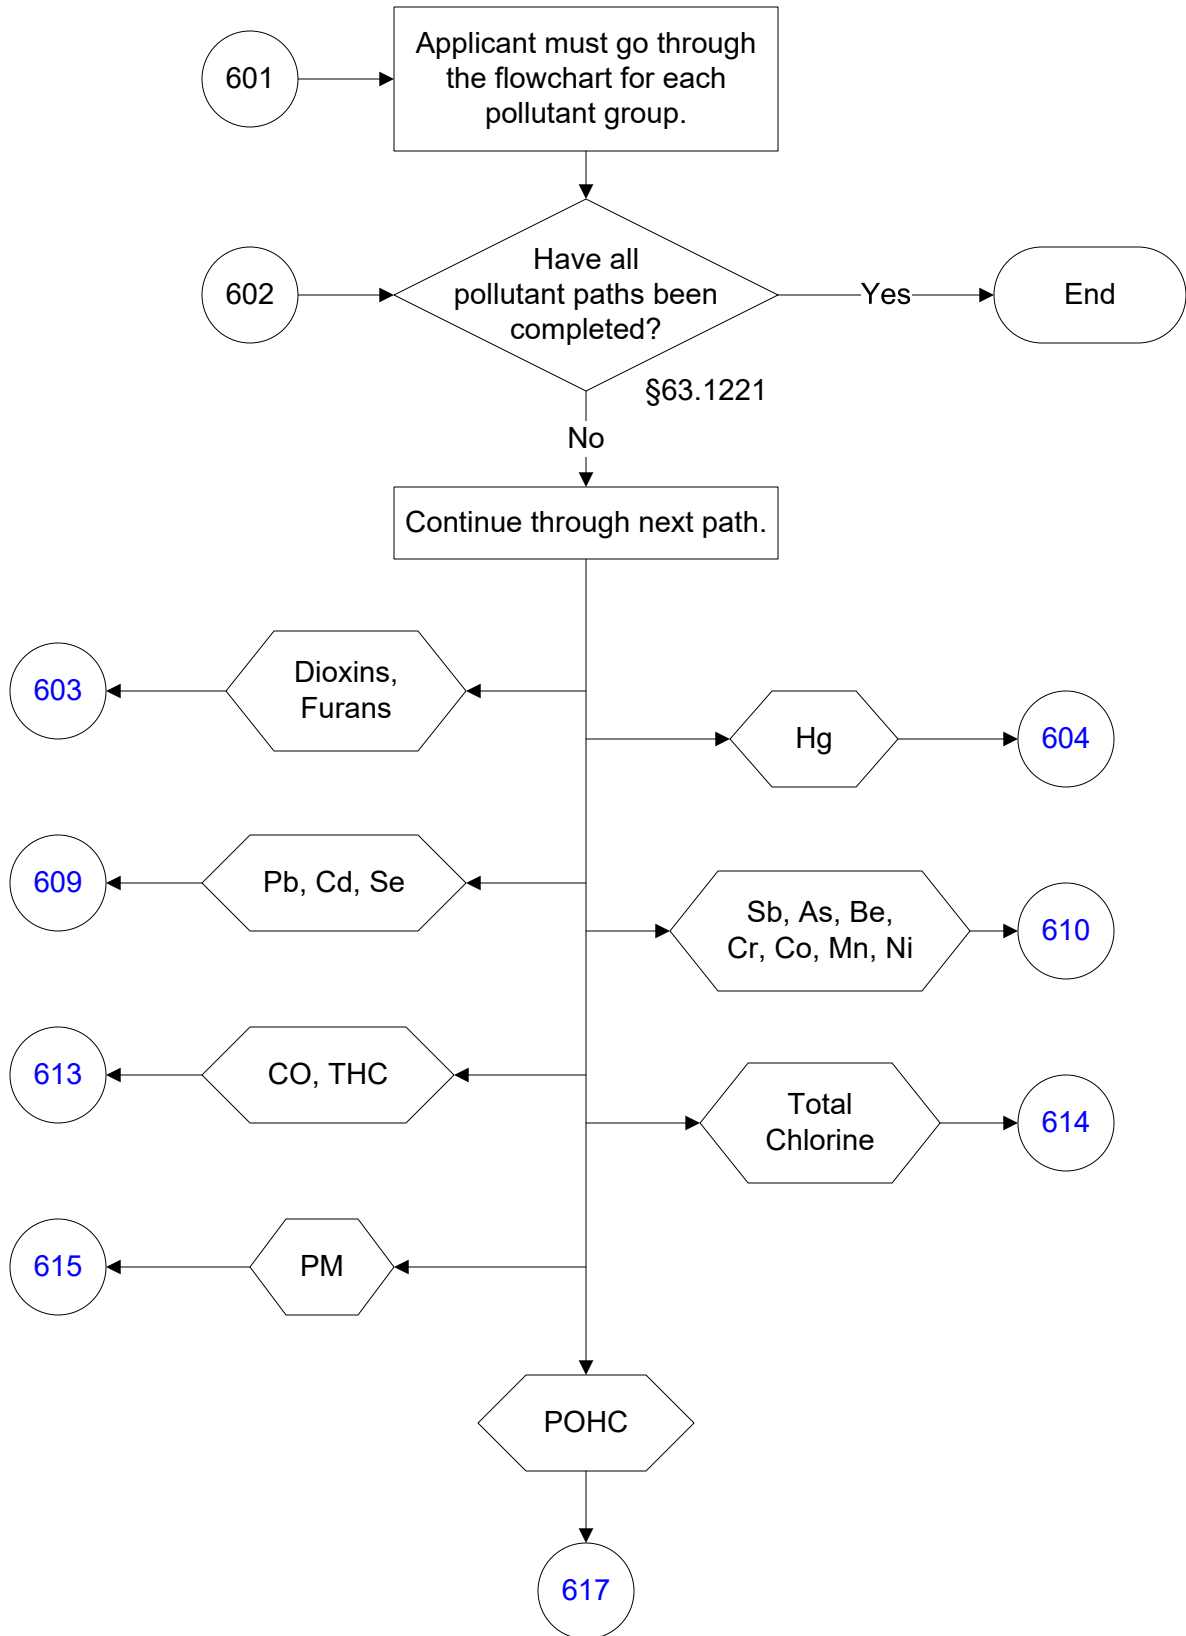 601
Applicant must go through
the flowchart for each
pollutant group.
602
Have all
pollutant paths been
completed?
Yes
End
§63.1221
No
Continue through next path.
603
Dioxins,
Furans
Hg
604
609
Pb, Cd, Se
Sb, As, Be,
Cr, Co, Mn, Ni
610
613
CO, THC
Total
Chlorine
614
615
PM
POHC
617